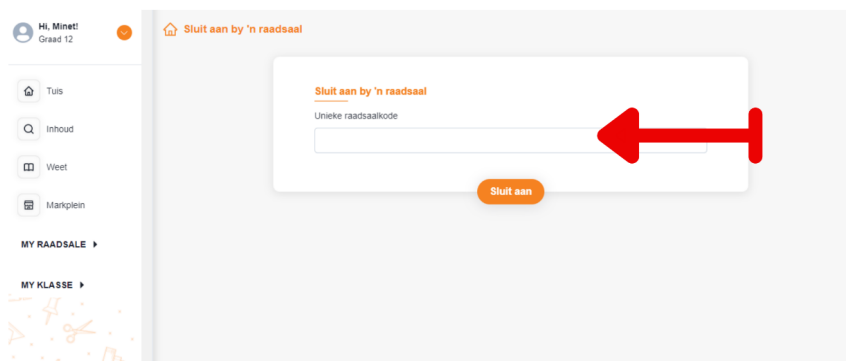 Hi, Minet!
Graad 12
Tuis
Inhoud
Weet
Markplein
MY RAADSALE
MY KLASSE
Sluit aan by 'n raadsaal
Sluit aan by 'n raadsaal
Unieke raadsaalkode
Sluit aan